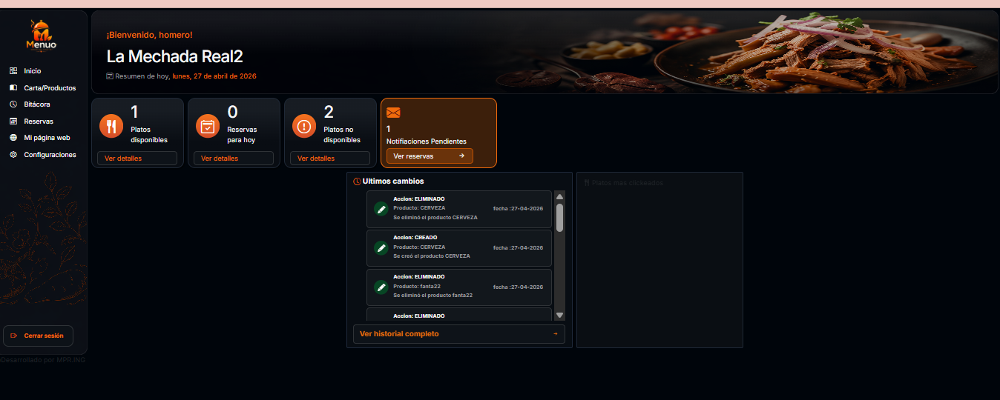 Menuo
Inicio
Carta/Productos
Bitácora
Reservas
Mi página web
Configuraciones
Cerrar sesión
Desarrollado por MPR.ING
¡Bienvenido, homero!
La Mechada Real2
Resumen de hoy, lunes, 27 de abril de 2026
1
Platos
disponibles
Ver detalles
0
Reservas
para hoy
Ver detalles
2
Platos no
disponibles
Ver detalles
1
Notifiaciones Pendientes
Ver reservas →
Ultimos cambios
Accion: ELIMINADO
Producto: CERVEZA
Se eliminó el producto CERVEZA
fecha :27-04-2026
Accion: CREADO
Producto: CERVEZA
Se creó el producto CERVEZA
fecha :27-04-2026
Accion: ELIMINADO
Producto: fanta22
Se eliminó el producto fanta22
fecha :27-04-2026
Accion: ELIMINADO
Ver historial completo →
Platos mas clickeados